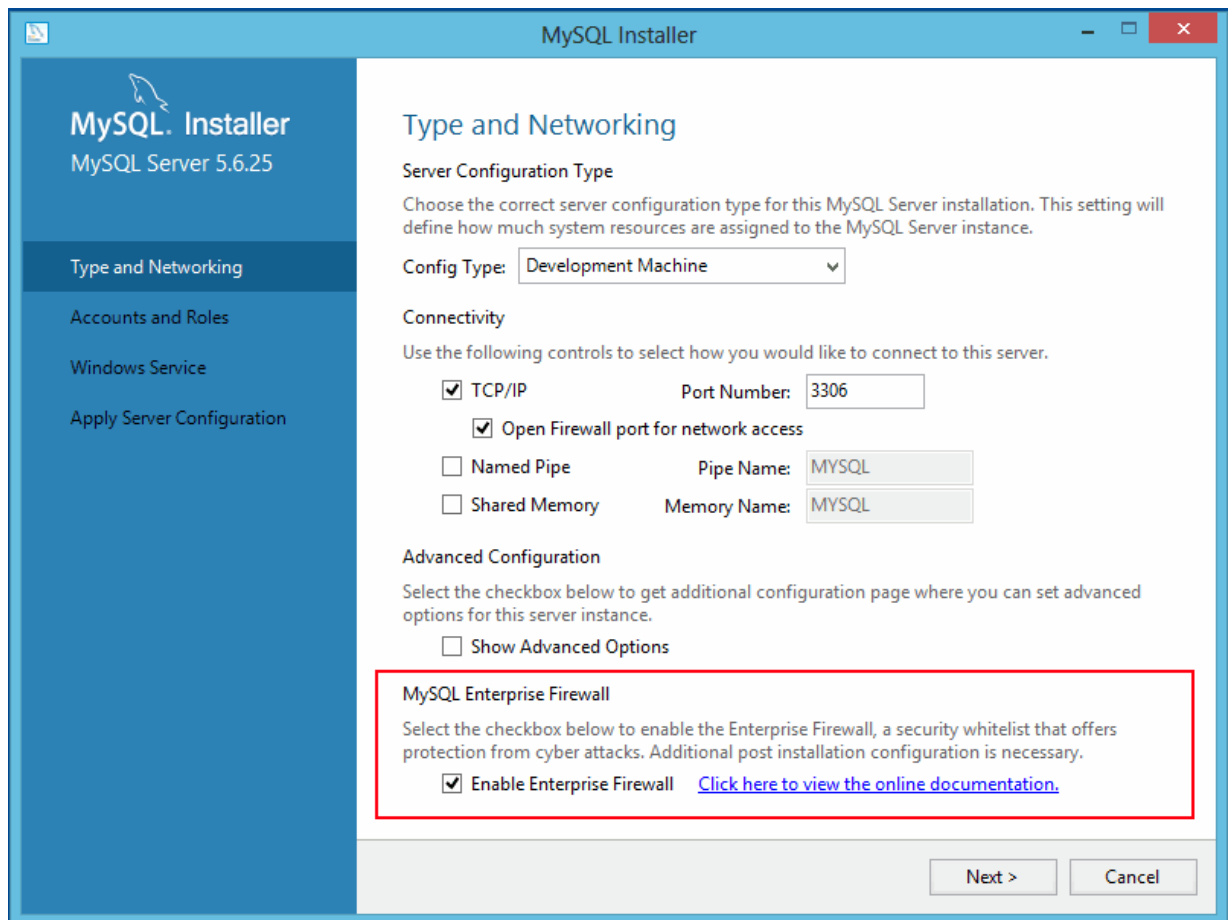 MySQL Installer
MySQL. Installer
MySQL Server 5.6.25
Type and Networking
Accounts and Roles
Windows Service
Apply Server Configuration
Type and Networking
Server Configuration Type
Choose the correct server configuration type for this MySQL Server installation. This setting will
define how much system resources are assigned to the MySQL Server instance.
Config Type: Development Machine
Connectivity
Use the following controls to select how you would like to connect to this server.
TCP/IP Port Number: 3306
Open Firewall port for network access
Named Pipe Pipe Name: MYSQL
Shared Memory Memory Name: MYSQL
Advanced Configuration
Select the checkbox below to get additional configuration page where you can set advanced
options for this server instance.
Show Advanced Options
MySQL Enterprise Firewall
Select the checkbox below to enable the Enterprise Firewall, a security whitelist that offers
protection from cyber attacks. Additional post installation configuration is necessary.
Enable Enterprise Firewall Click here to view the online documentation.
Next > Cancel